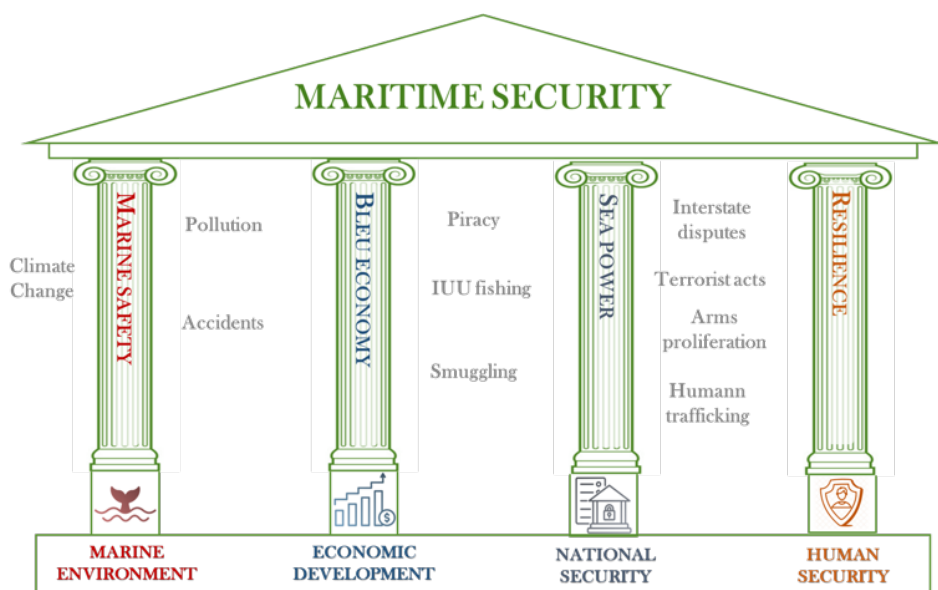 MARITIME SECURITY
MARINE SAFETY
BLEU ECONOMY
SEA POWER
RESILIENCE
Climate
Change
Pollution
Accidents
Piracy
IUU fishing
Smuggling
Interstate
disputes
Terrorist acts
Arms
proliferation
Humann
trafficking
$
MARINE
ENVIRONMENT
ECONOMIC
DEVELOPMENT
NATIONAL
SECURITY
HUMAN
SECURITY